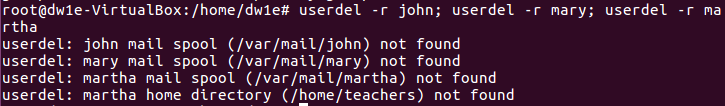 root@dw1e-VirtualBox:/home/dw1e# userdel -r john; userdel -r mary; userdel -r ma
rtha
userdel: john mail spool (/var/mail/john) not found
userdel: mary mail spool (/var/mail/mary) not found
userdel: martha mail spool (/var/mail/martha) not found
userdel: martha home directory (/home/teachers) not found